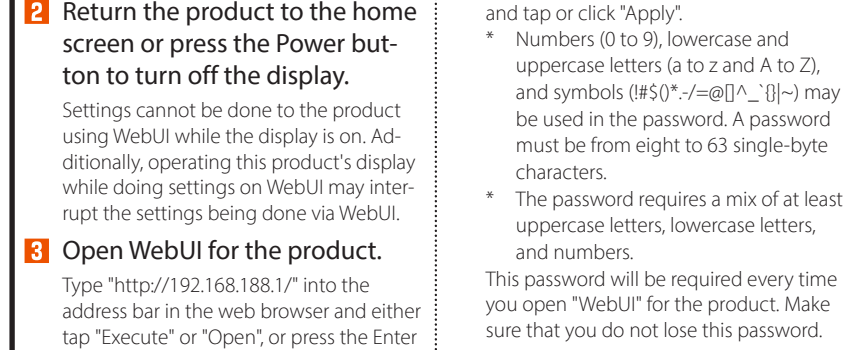 2 Return the product to the home
screen or press the Power but-
ton to turn off the display.
Settings cannot be done to the product
using WebUI while the display is on. Ad-
ditionally, operating this product's display
while doing settings on WebUI may inter-
rupt the settings being done via WebUI.
3 Open WebUI for the product.
Type "http://192.168.188.1/" into the
address bar in the web browser and either
tap "Execute" or "Open", or press the Enter
and tap or click "Apply".
* Numbers (0 to 9), lowercase and
uppercase letters (a to z and A to Z),
and symbols (!#$()*.-/=@[]^_`{}|~) may
be used in the password. A password
must be from eight to 63 single-byte
characters.
* The password requires a mix of at least
uppercase letters, lowercase letters,
and numbers.
This password will be required every time
you open "WebUI" for the product. Make
sure that you do not lose this password.